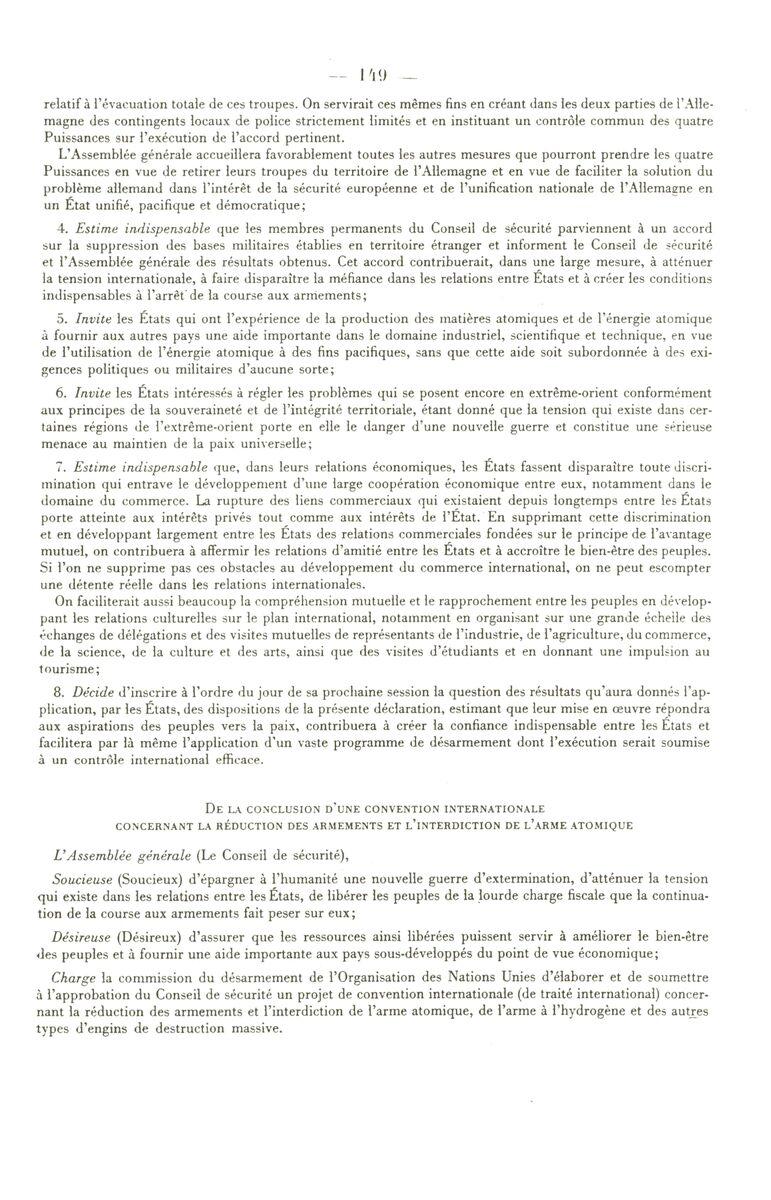 — 149 —
relatif à l'évacuation totale de ces troupes. On servirait ces mêmes fins en créant dans les deux parties de l'Alle-
magne des contingents locaux de police strictement limités et en instituant un contrôle commun des quatre
Puissances sur l'exécution de l'accord pertinent.
L'Assemblée générale accueillera favorablement toutes les autres mesures que pourront prendre les quatre
Puissances en vue de retirer leurs troupes du territoire de l'Allemagne et en vue de faciliter la solution du
problème allemand dans l'intérêt de la sécurité européenne et de l'unification nationale de l'Allemagne en
un État unifié, pacifique et démocratique;
4. Estime indispensable que les membres permanents du Conseil de sécurité parviennent à un accord
sur la suppression des bases militaires établies en territoire étranger et informent le Conseil de sécurité
et l'Assemblée générale des résultats obtenus. Cet accord contribuerait, dans une large mesure, à atténuer
la tension internationale, à faire disparaître la méfiance dans les relations entre États et à créer les conditions
indispensables à l'arrêt de la course aux armements;
5. Invite les États qui ont l'expérience de la production des matières atomiques et de l'énergie atomique
à fournir aux autres pays une aide importante dans le domaine industriel, scientifique et technique, en vue
de l'utilisation de l'énergie atomique à des fins pacifiques, sans que cette aide soit subordonnée à des exi-
gences politiques ou militaires d'aucune sorte;
6. Invite les États intéressés à régler les problèmes qui se posent encore en extrême-orient conformément
aux principes de la souveraineté et de l'intégrité territoriale, étant donné que la tension qui existe dans cer-
taines régions de l'extrême-orient porte en elle le danger d'une nouvelle guerre et constitue une sérieuse
menace au maintien de la paix universelle;
7. Estime indispensable que, dans leurs relations économiques, les États fassent disparaître toute discri-
mination qui entrave le développement d'une large coopération économique entre eux, notamment dans le
domaine du commerce. La rupture des liens commerciaux qui existaient depuis longtemps entre les États
porte atteinte aux intérêts privés tout comme aux intérêts de l'État. En supprimant cette discrimination
et en développant largement entre les États des relations commerciales fondées sur le principe de l'avantage
mutuel, on contribuera à affermir les relations d'amitié entre les États et à accroître le bien-être des peuples.
Si l'on ne supprime pas ces obstacles au développement du commerce international, on ne peut escompter
une détente réelle dans les relations internationales.
On faciliterait aussi beaucoup la compréhension mutuelle et le rapprochement entre les peuples en dévelop-
pant les relations culturelles sur le plan international, notamment en organisant sur une grande échelle des
échanges de délégations et des visites mutuelles de représentants de l'industrie, de l'agriculture, du commerce,
de la science, de la culture et des arts, ainsi que des visites d'étudiants et en donnant une impulsion au
tourisme;
8. Décide d'inscrire à l'ordre du jour de sa prochaine session la question des résultats qu'aura donnés l'ap-
plication, par les États, des dispositions de la présente déclaration, estimant que leur mise en œuvre répondra
aux aspirations des peuples vers la paix, contribuera à créer la confiance indispensable entre les États et
facilitera par là même l'application d'un vaste programme de désarmement dont l'exécution serait soumise
à un contrôle international efficace.
DE LA CONCLUSION D'UNE CONVENTION INTERNATIONALE
CONCERNANT LA RÉDUCTION DES ARMEMENTS ET L'INTERDICTION DE L'ARME ATOMIQUE
L'Assemblée générale (Le Conseil de sécurité),
Soucieuse (Soucieux) d'épargner à l'humanité une nouvelle guerre d'extermination, d'atténuer la tension
qui existe dans les relations entre les États, de libérer les peuples de la lourde charge fiscale que la continua-
tion de la course aux armements fait peser sur eux;
Désireuse (Désireux) d'assurer que les ressources ainsi libérées puissent servir à améliorer le bien-être
des peuples et à fournir une aide importante aux pays sous-développés du point de vue économique;
Charge la commission du désarmement de l'Organisation des Nations Unies d'élaborer et de soumettre
à l'approbation du Conseil de sécurité un projet de convention internationale (de traité international) concer-
nant la réduction des armements et l'interdiction de l'arme atomique, de l'arme à l'hydrogène et des autres
types d'engins de destruction massive.